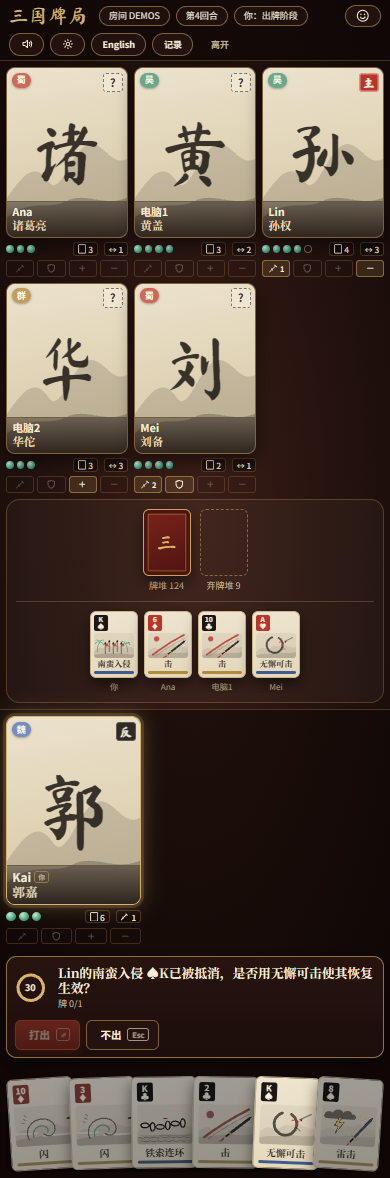 三国牌局
房间 DEMOS
第4回合
你: 出牌阶段
English
记录
离开
蜀
?
诸
Ana
诸葛亮
3
1
吴
?
黄
电脑1
黄盖
3
2
吴
主
孙
Lin
孙权
4
3
1
群
?
华
电脑2
华佗
3
3
蜀
?
刘
Mei
刘备
2
1
2
三
牌堆 124
弃牌堆 9
K
南蛮入侵
你
6
击
Ana
10
击
电脑1
A
无懈可击
Mei
魏
反
郭
Kai 你
郭嘉
6
1
30
Lin的南蛮入侵 ♠K已被抵消，是否用无懈可击使其恢复
生效？
牌 0/1
打出
不出 Esc
10
闪
3
闪
K
铁索连环
2
击
K
无懈可击
8
雷击